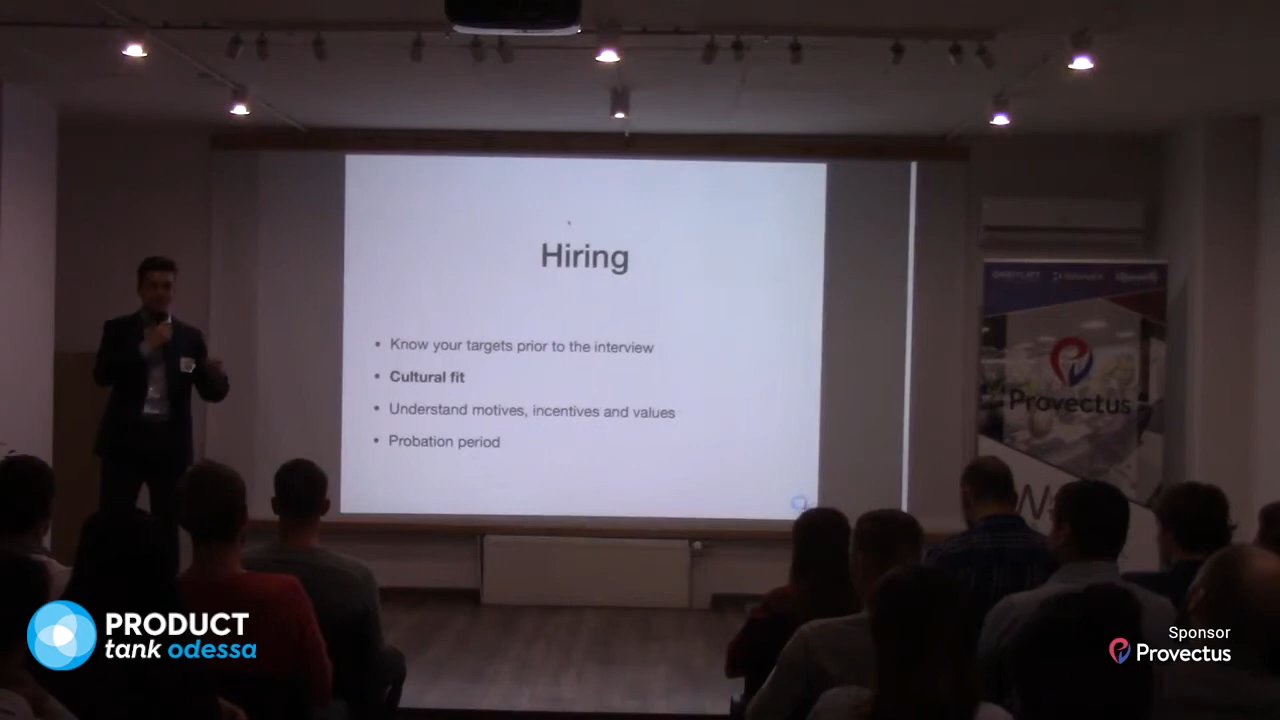 Hiring
• Know your targets prior to the interview
• Cultural fit
• Understand motives, incentives and values
• Probation period
Provectus
PRODUCT
tank odessa
Sponsor
Provectus